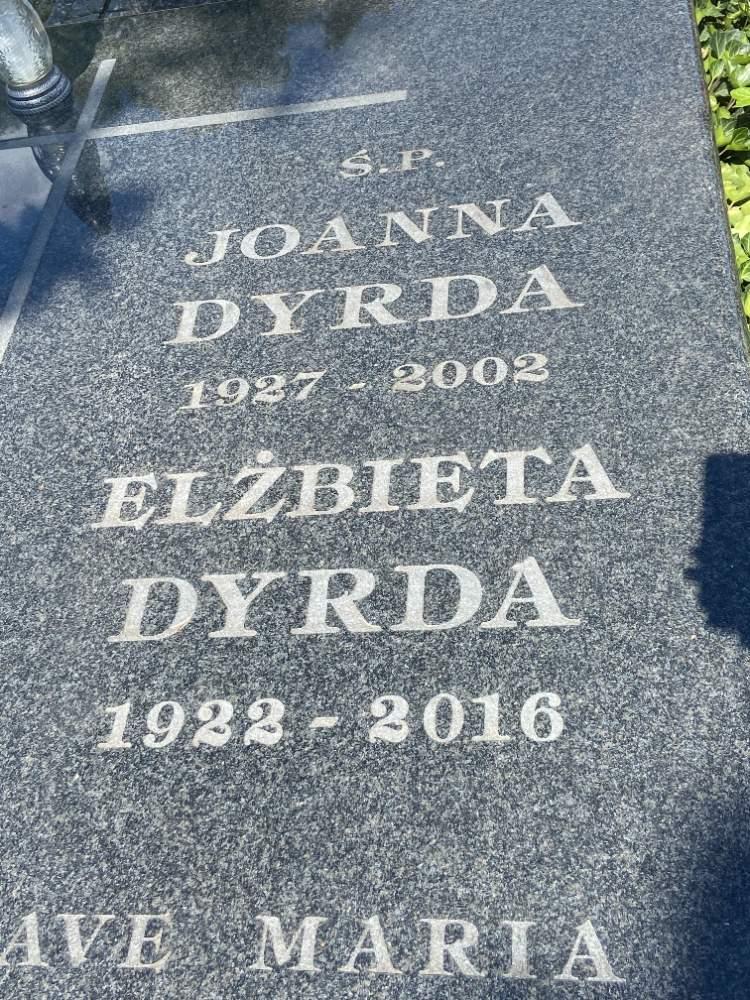 Ś.P.
JOANNA
DYRDA
1927 - 2002
ELŻBIETA
DYRDA
1922 - 2016
AVE MARIA